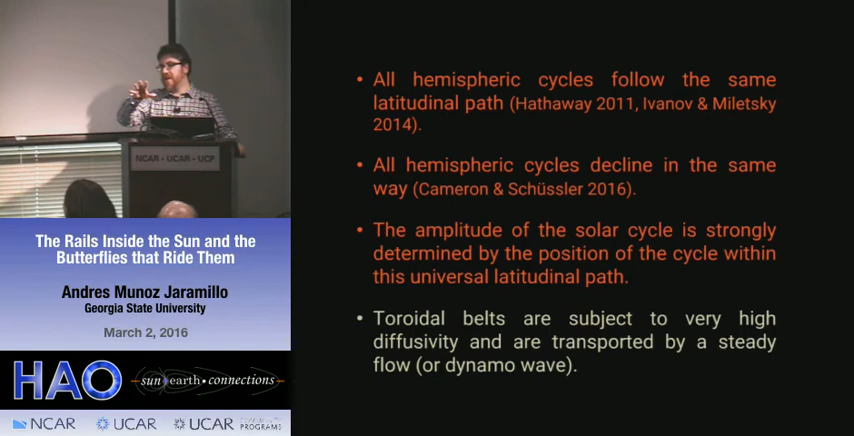 NCAR • UCAR • UCP
The Rails Inside the Sun and the
Butterflies that Ride Them
Andres Munoz Jaramillo
Georgia State University
March 2, 2016
HAO
sun earth • connections
NCAR
UCAR
UCAR
PROGRAMS
• All hemispheric cycles follow the same
latitudinal path (Hathaway 2011, Ivanov & Miletsky
2014).
• All hemispheric cycles decline in the same
way (Cameron & Schüssler 2016).
• The amplitude of the solar cycle is strongly
determined by the position of the cycle within
this universal latitudinal path.
• Toroidal belts are subject to very high
diffusivity and are transported by a steady
flow (or dynamo wave).